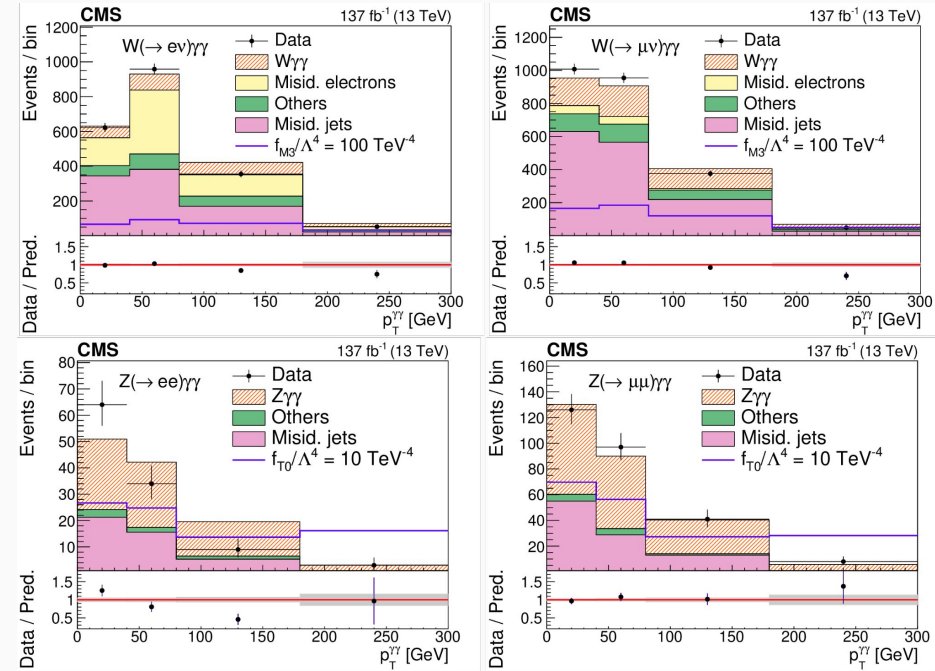 CMS 137 fb⁻¹ (13 TeV)
Events / bin
1200
1000
800
600
400
200
W(→ eν)γγ
Data
Wγγ
Misid. electrons
Others
Misid. jets
f_M3/Λ⁴ = 100 TeV⁻⁴
Data / Pred.
1.5
1
0.5
0 50 100 150 200 250 300
p_T^γγ [GeV]
CMS 137 fb⁻¹ (13 TeV)
Events / bin
1200
1000
800
600
400
200
W(→ μν)γγ
Data
Wγγ
Misid. electrons
Others
Misid. jets
f_M3/Λ⁴ = 100 TeV⁻⁴
Data / Pred.
1.5
1
0.5
0 50 100 150 200 250 300
p_T^γγ [GeV]
CMS 137 fb⁻¹ (13 TeV)
Events / bin
80
70
60
50
40
30
20
10
Z(→ ee)γγ
Data
Zγγ
Others
Misid. jets
f_T0/Λ⁴ = 10 TeV⁻⁴
Data / Pred.
1.5
1
0.5
0 50 100 150 200 250 300
p_T^γγ [GeV]
CMS 137 fb⁻¹ (13 TeV)
Events / bin
160
140
120
100
80
60
40
20
Z(→ μμ)γγ
Data
Zγγ
Others
Misid. jets
f_T0/Λ⁴ = 10 TeV⁻⁴
Data / Pred.
1.5
1
0.5
0 50 100 150 200 250 300
p_T^γγ [GeV]